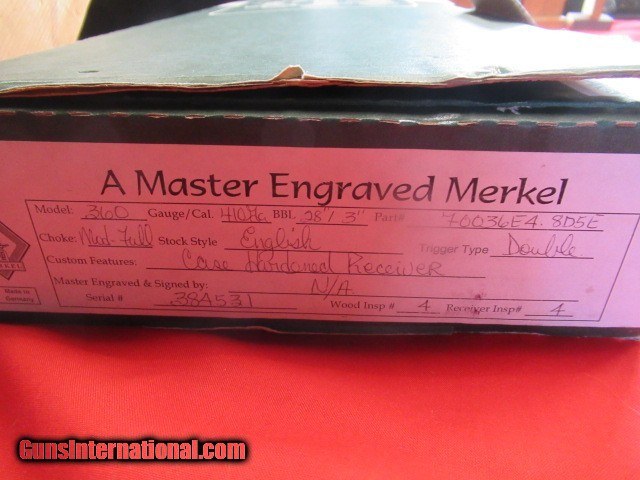 A Master Engraved Merkel
Model: 360 Gauge/Cal. 410Ga BBL 28"/3" Part# 70036E4.8D5E
Choke: Mod-Full Stock Style English Trigger Type Double
Custom Features: Case Hardened Receiver
Master Engraved & Signed by: N/A
Made in
Germany
Serial # 384531 Wood Insp# 4 Receiver Insp# 4
GunsInternational.com